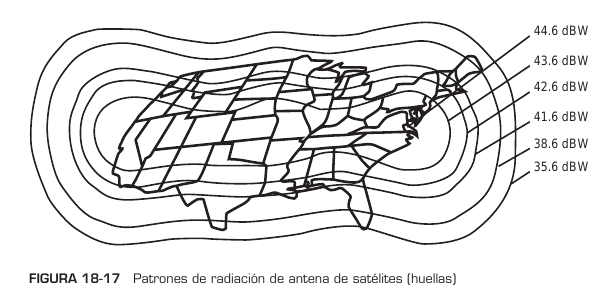 44.6 dBW
43.6 dBW
42.6 dBW
41.6 dBW
38.6 dBW
35.6 dBW
FIGURA 18-17 Patrones de radiación de antena de satélites (huellas)